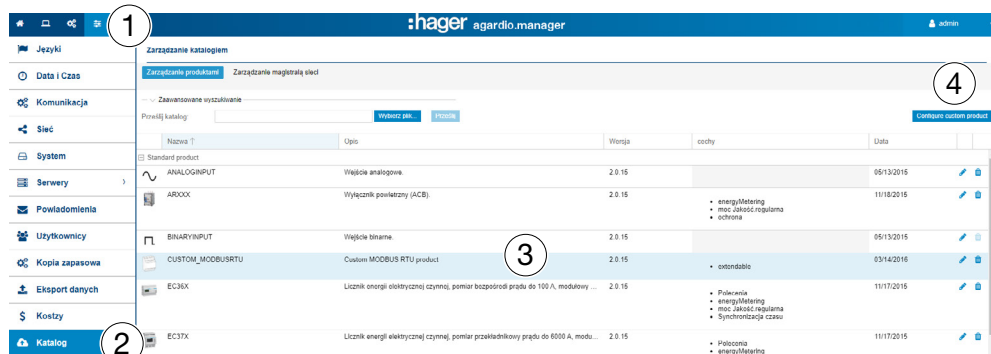 1
:hager agardio.manager
admin
Języki
Data i Czas
Komunikacja
Sieć
System
Serwery
Powiadomienia
Użytkownicy
Kopia zapasowa
Eksport danych
Kostzy
Katalog
2
Zarządzanie katalogiem
Zarządzanie produktami Zarządzanie magistralą sieci
4
Zaawansowane wyszukiwanie
Prześlij katalog: Wybierz plik... Prześlij
Configure custom product
Nazwa ↑ Opis Wersja cechy Data
Standard product
ANALOGINPUT Wejście analogowe. 2.0.15 05/13/2015
ARXXX Wyłącznik powietrzny (ACB). 2.0.15 11/18/2015
• energyMetering
• moc Jakość.regularna
• ochrona
BINARYINPUT Wejście binarne. 2.0.15 05/13/2015
CUSTOM_MODBUSRTU Custom MODBUS RTU product 3 2.0.15 03/14/2016
• extendable
EC36X Licznik energii elektrycznej czynnej, pomiar bezpośredi prądu do 100 A, modułowy ... 2.0.15 11/17/2015
• Polecenia
• energyMetering
• moc Jakość.regularna
• Synchronizacja czasu
EC37X Licznik energii elektrycznej czynnej, pomiar przekładnikowy prądu do 6000 A, modu... 2.0.15 11/17/2015
• Polecenia
• energyMetering